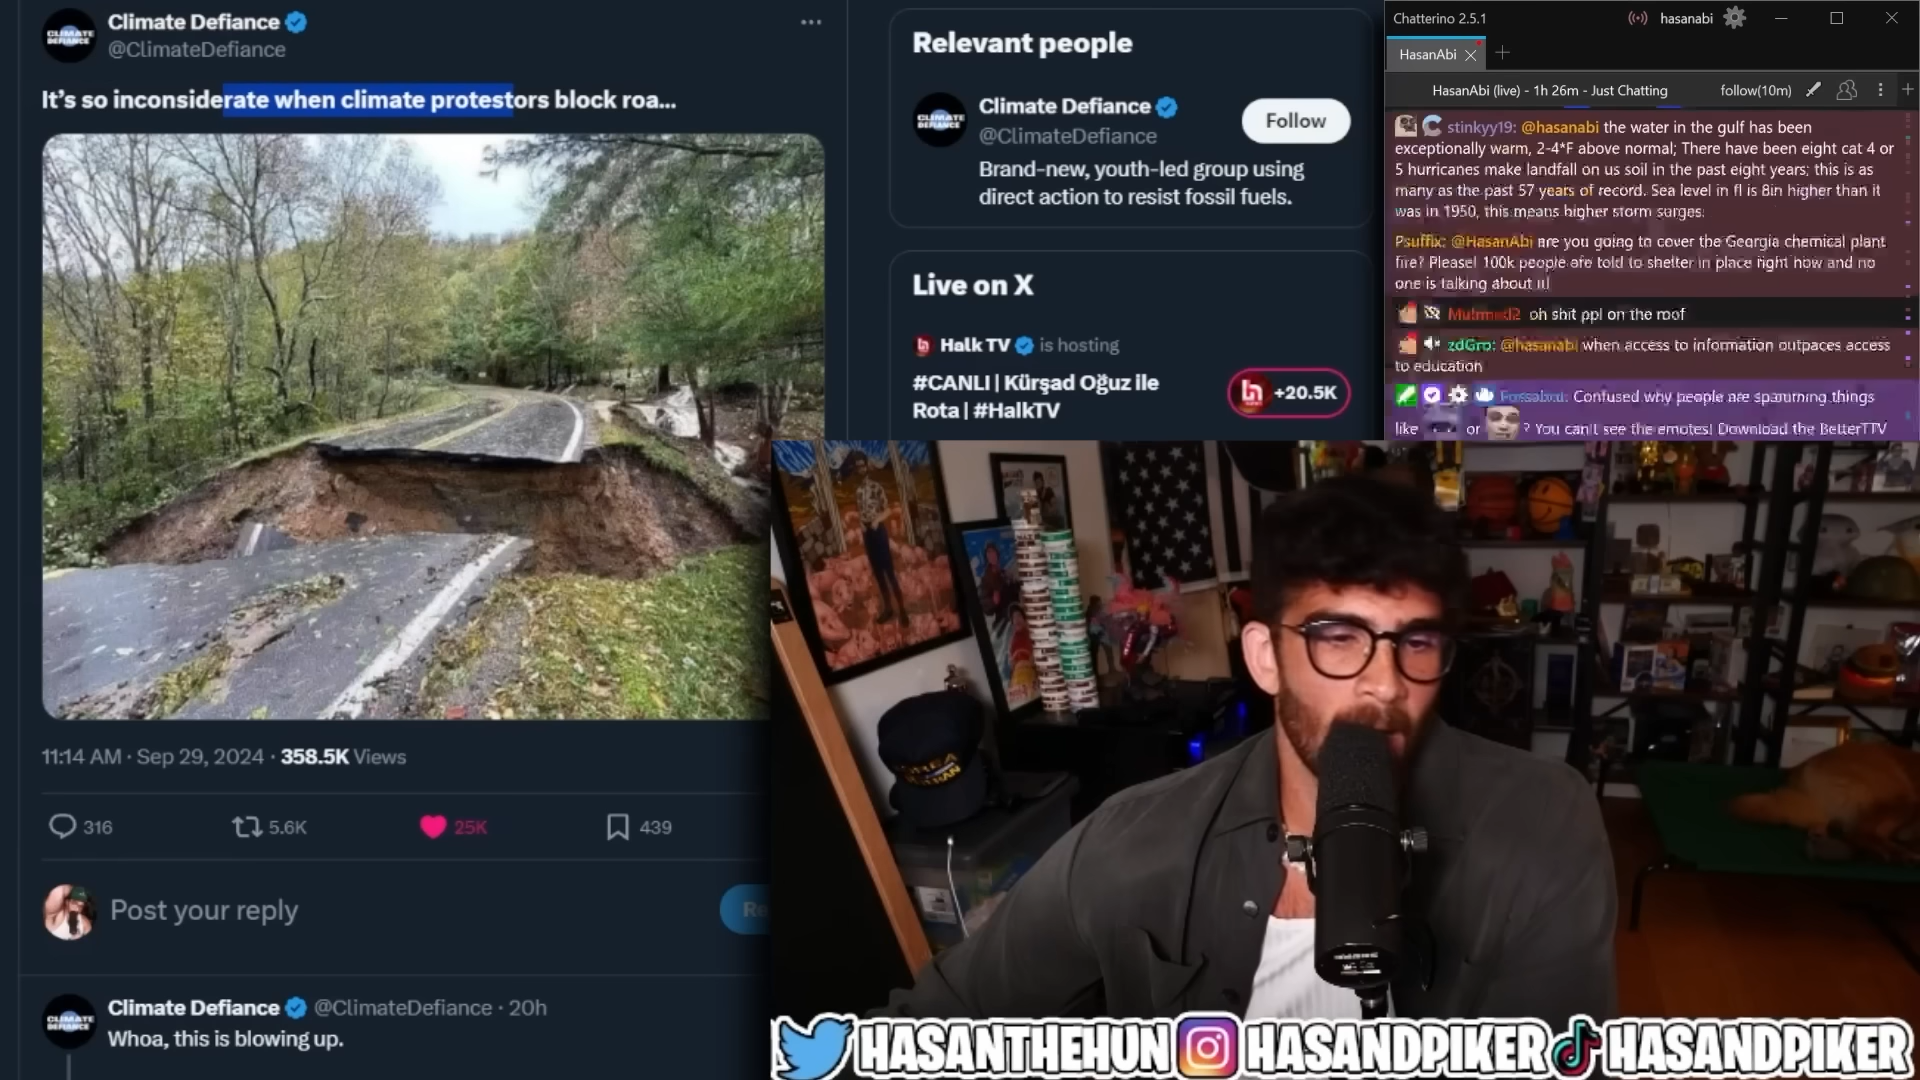 Climate Defiance
@ClimateDefiance
It's so inconsiderate when climate protestors block roa...
11:14 AM · Sep 29, 2024 · 358.5K Views
316
5.6K
25K
439
Post your reply
Re
Climate Defiance @ClimateDefiance · 20h
Whoa, this is blowing up.
Relevant people
Climate Defiance
@ClimateDefiance
Follow
Brand-new, youth-led group using
direct action to resist fossil fuels.
Live on X
Halk TV is hosting
#CANLI | Kürşad Oğuz ile
Rota | #HalkTV
+20.5K
Chatterino 2.5.1
hasanabi
HasanAbi
HasanAbi (live) - 1h 26m - Just Chatting
follow(10m)
stinkyy19: @hasanabi the water in the gulf has been
exceptionally warm, 2-4*F above normal; There have been eight cat 4 or
5 hurricanes make landfall on us soil in the past eight years; this is as
many as the past 57 years of record. Sea level in fl is 8in higher than it
was in 1950, this means higher storm surges.
Psuffix: @HasanAbi are you going to cover the Georgia chemical plant
fire? Please! 100k people are told to shelter in place right now and no
one is talking about it!
oh shit ppl on the roof
zdGro: @hasanabi when access to information outpaces access
to education
Fossabot: Confused why people are spamming things
like or ? You can't see the emotes! Download the BetterTTV
HASANTHEHUN HASANDPIKER HASANDPIKER